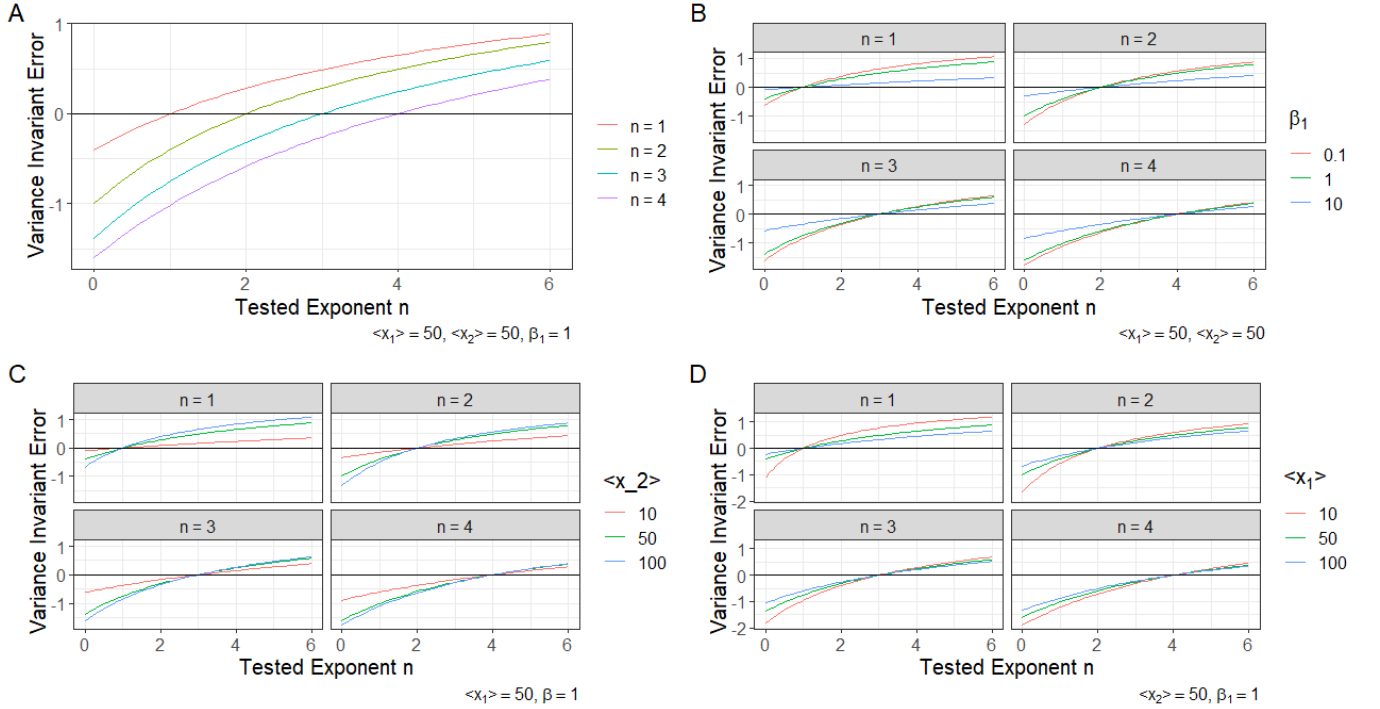 A
Variance Invariant Error
1
0
-1
0
2
4
6
Tested Exponent n
n = 1
n = 2
n = 3
n = 4
<x₁> = 50, <x₂> = 50, β₁ = 1
B
Variance Invariant Error
n = 1
n = 2
1
0
-1
n = 3
n = 4
1
0
-1
0
2
4
6
0
2
4
6
Tested Exponent n
β₁
0.1
1
10
<x₁> = 50, <x₂> = 50
C
Variance Invariant Error
n = 1
n = 2
1
0
-1
n = 3
n = 4
1
0
-1
0
2
4
6
0
2
4
6
Tested Exponent n
<x_2>
10
50
100
<x₁> = 50, β = 1
D
Variance Invariant Error
n = 1
n = 2
1
0
-1
-2
n = 3
n = 4
1
0
-1
-2
0
2
4
6
0
2
4
6
Tested Exponent n
<x₁>
10
50
100
<x₂> = 50, β₁ = 1